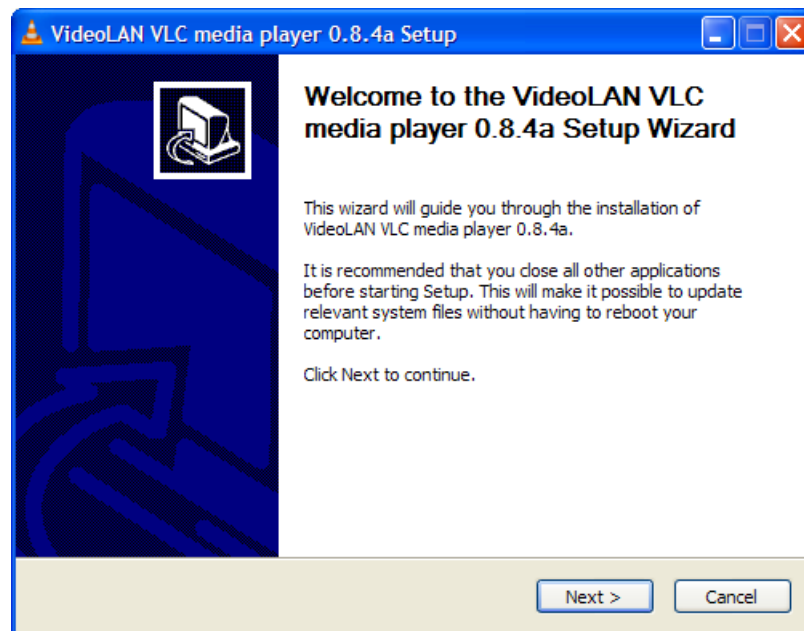 VideoLAN VLC media player 0.8.4a Setup
Welcome to the VideoLAN VLC
media player 0.8.4a Setup Wizard
This wizard will guide you through the installation of
VideoLAN VLC media player 0.8.4a.
It is recommended that you close all other applications
before starting Setup. This will make it possible to update
relevant system files without having to reboot your
computer.
Click Next to continue.
Next >
Cancel